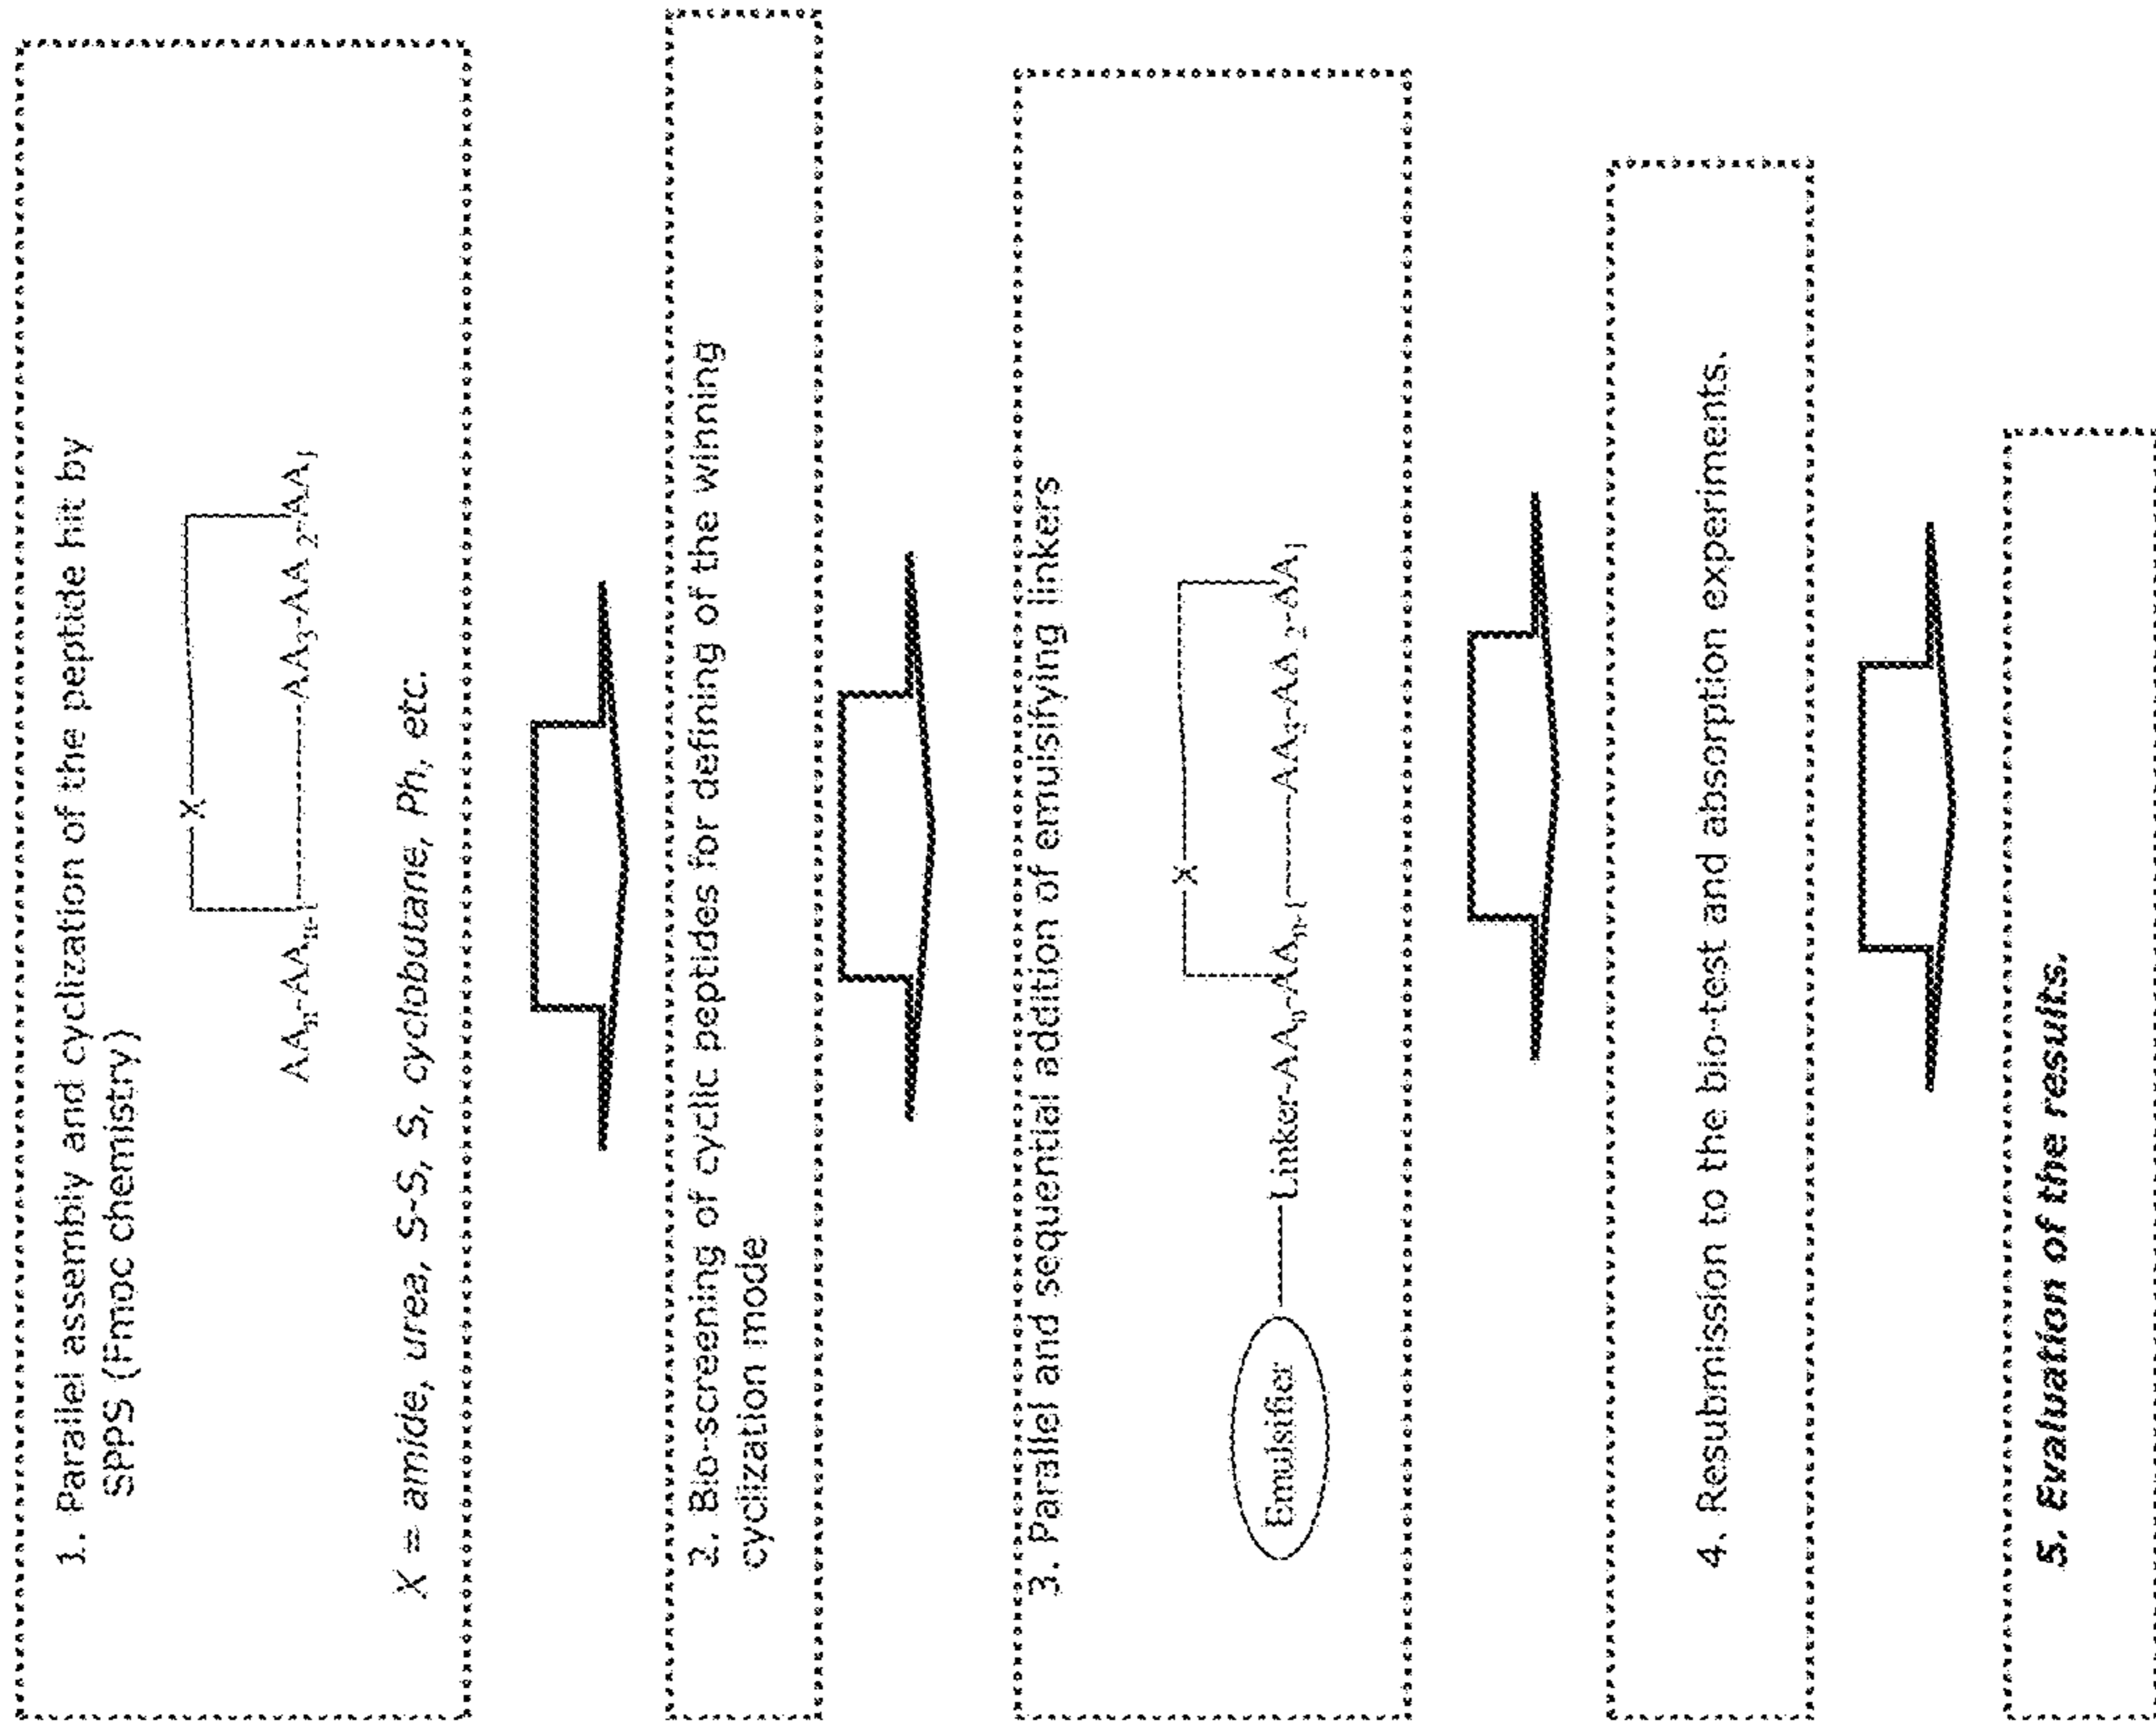 1. Parallel assembly and cyclization of the peptide hit by
SPPS (Fmoc chemistry)
X
AAn-AAn-1-------AA3-AA2-AA1
X = amide, urea, S-S, S, cyclobutane, Ph, etc.
2. Bio-screening of cyclic peptides for defining of the winning
cyclization mode
3. Parallel and sequential addition of emulsifying linkers
X
Emulsifier — Linker-AAn-AAn-1-------AA3-AA2-AA1
4. Resubmission to the bio-test and absorption experiments.
5. Evaluation of the results.